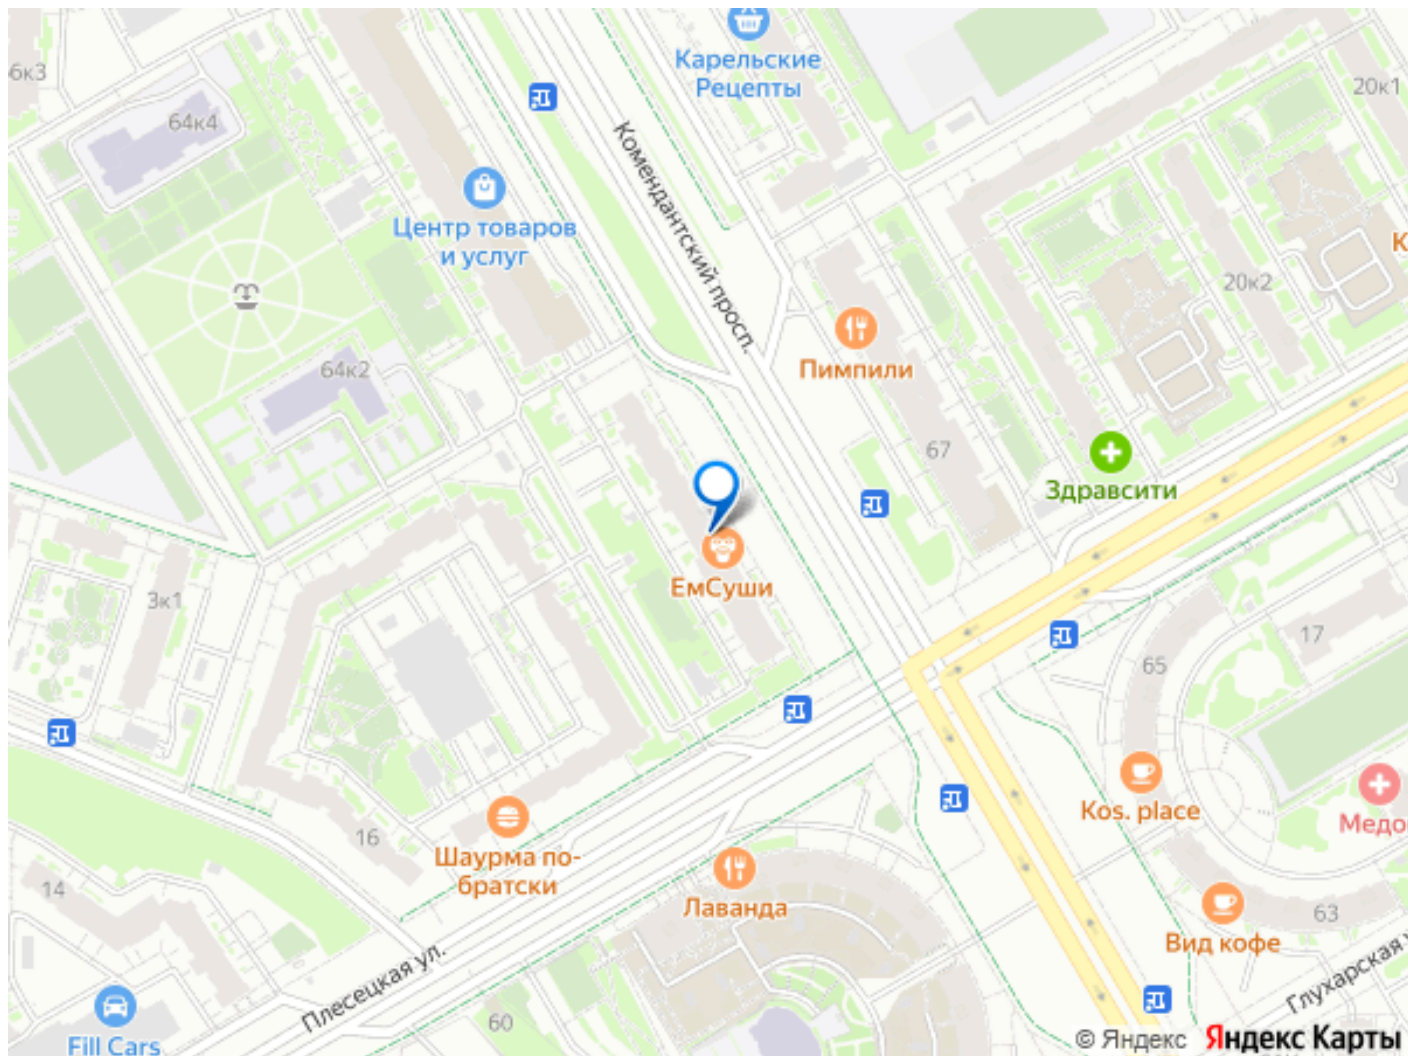 Карельские
Рецепты
6к3
64к4
20к1
Комендантский просп.
Центр товаров
и услуг
20к2
К
64к2
Пимпили
67
Здравсити
ЕмСуши
3к1
17
65
Kos. place
Медо
16
Шаурма по-
братски
14
Лаванда
63
Вид кофе
Плесецкая ул.
Глухарская у
60
Fill Cars
© Яндекс Яндекс Карты